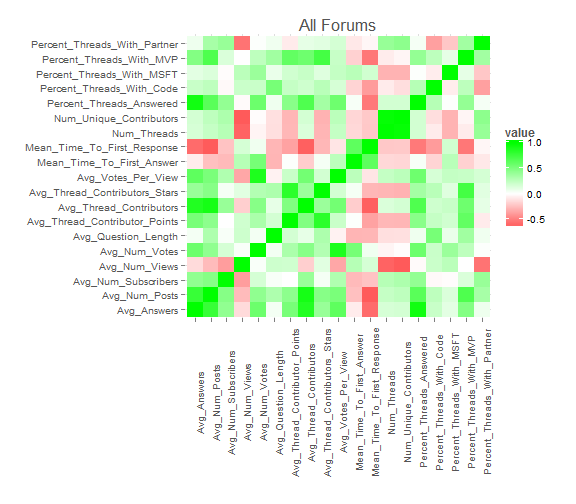 All Forums
Percent_Threads_With_Partner
Percent_Threads_With_MVP
Percent_Threads_With_MSFT
Percent_Threads_With_Code
Percent_Threads_Answered
Num_Unique_Contributors
Num_Threads
Mean_Time_To_First_Response
Mean_Time_To_First_Answer
Avg_Votes_Per_View
Avg_Thread_Contributors_Stars
Avg_Thread_Contributors
Avg_Thread_Contributor_Points
Avg_Question_Length
Avg_Num_Votes
Avg_Num_Views
Avg_Num_Subscribers
Avg_Num_Posts
Avg_Answers
value
1.0
0.5
0.0
-0.5
Avg_Answers
Avg_Num_Posts
Avg_Num_Subscribers
Avg_Num_Views
Avg_Num_Votes
Avg_Question_Length
Avg_Thread_Contributor_Points
Avg_Thread_Contributors
Avg_Thread_Contributors_Stars
Avg_Votes_Per_View
Mean_Time_To_First_Answer
Mean_Time_To_First_Response
Num_Threads
Num_Unique_Contributors
Percent_Threads_Answered
Percent_Threads_With_Code
Percent_Threads_With_MSFT
Percent_Threads_With_MVP
Percent_Threads_With_Partner